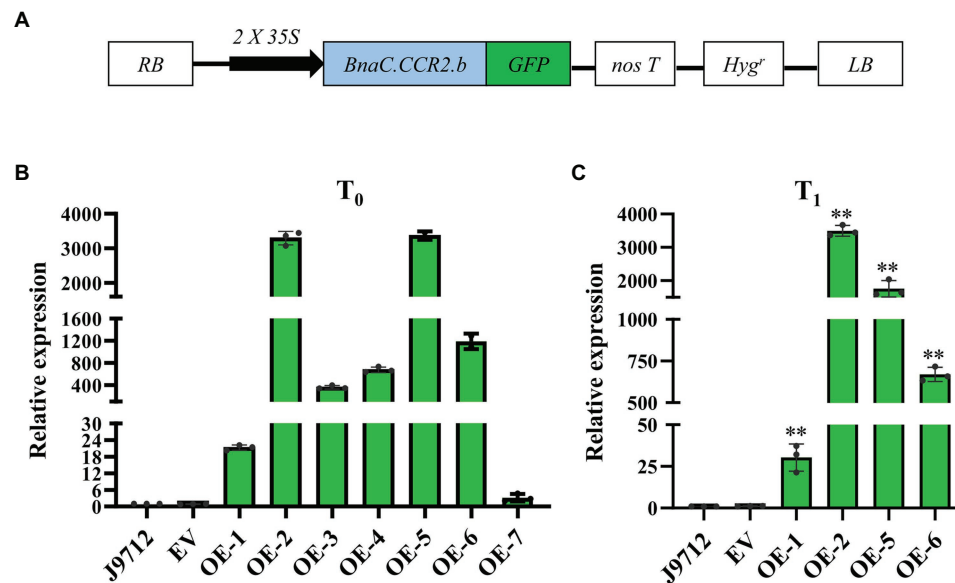 A
2 X 35S
RB
BnaC.CCR2.b
GFP
nos T
Hygʳ
LB
B
T₀
Relative expression
4000
3000
2000
1600
1200
800
400
30
24
18
12
6
0
J9712
EV
OE-1
OE-2
OE-3
OE-4
OE-5
OE-6
OE-7
C
T₁
Relative expression
4000
3000
2000
1000
750
500
50
25
0
**
**
**
**
J9712
EV
OE-1
OE-2
OE-5
OE-6